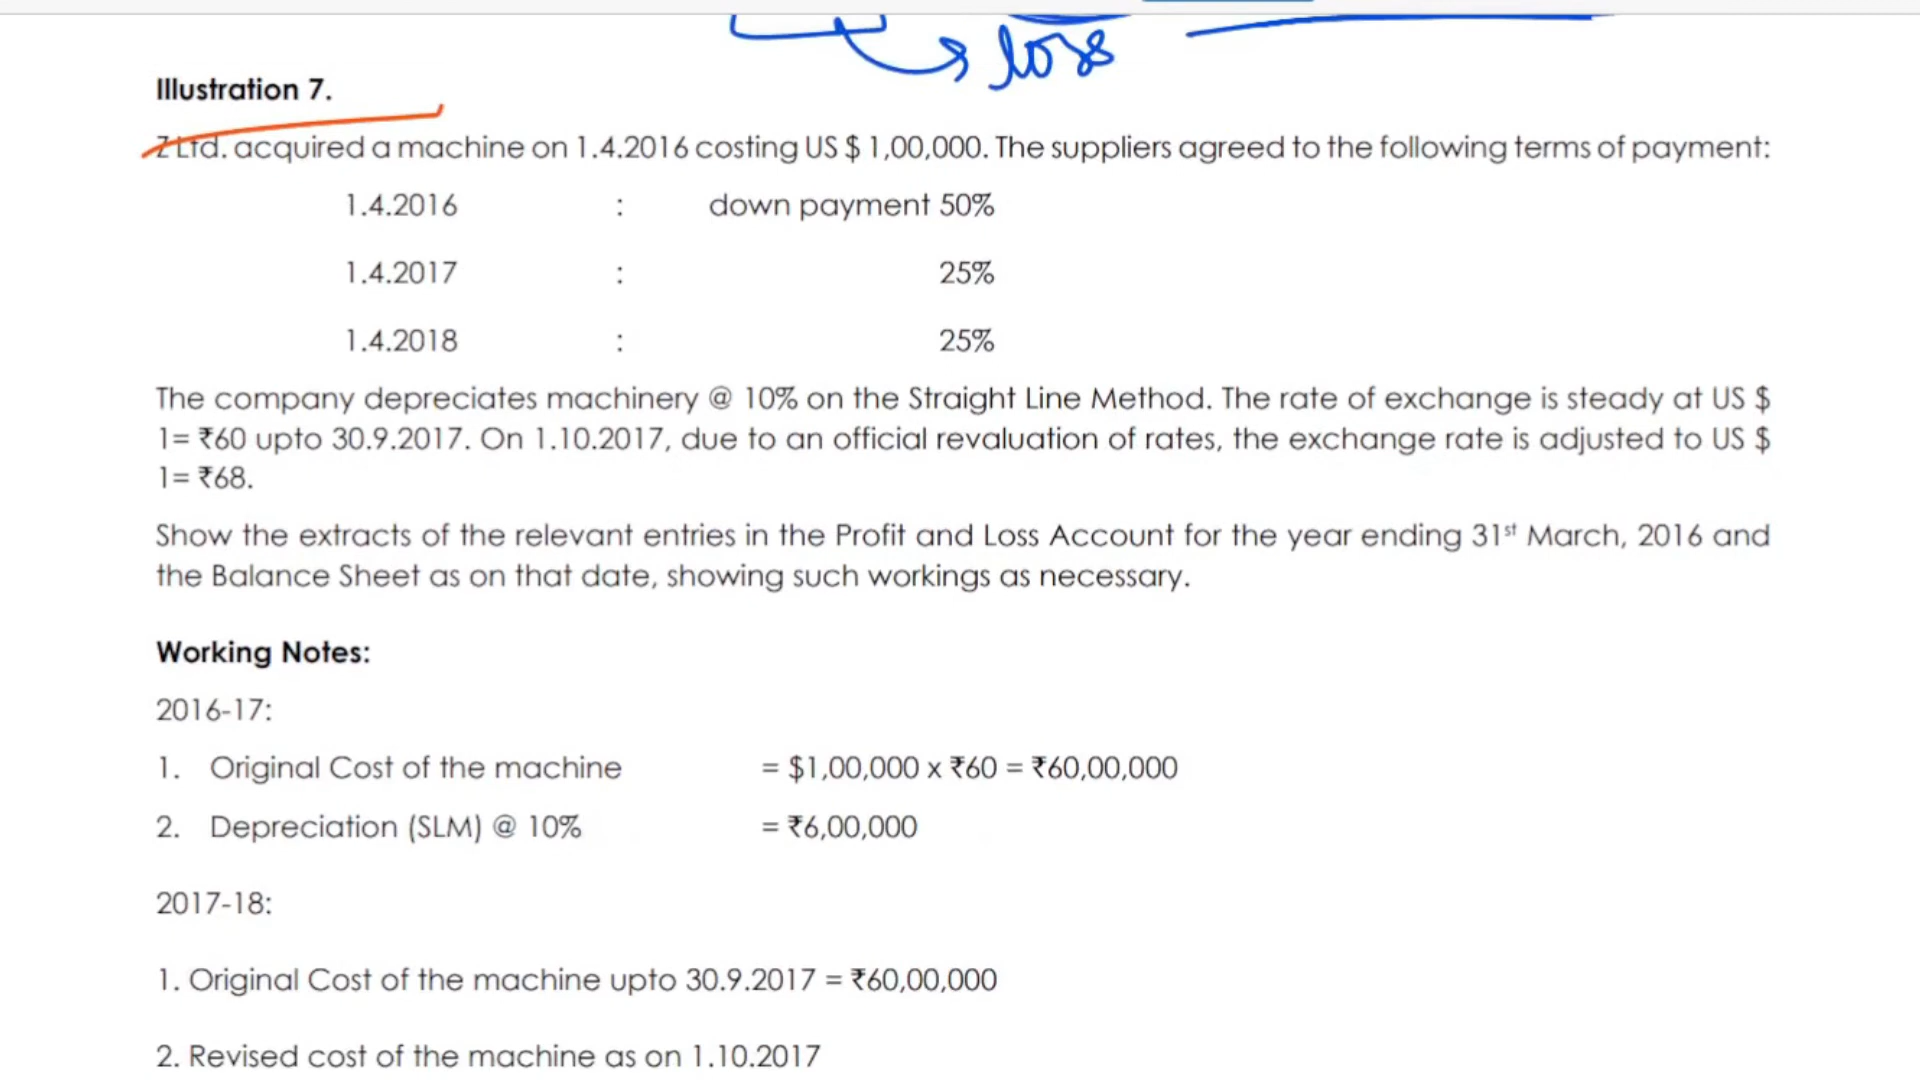 loss
Illustration 7.
Z Ltd. acquired a machine on 1.4.2016 costing US $ 1,00,000. The suppliers agreed to the following terms of payment:
1.4.2016 : down payment 50%
1.4.2017 : 25%
1.4.2018 : 25%
The company depreciates machinery @ 10% on the Straight Line Method. The rate of exchange is steady at US $
1= ₹60 upto 30.9.2017. On 1.10.2017, due to an official revaluation of rates, the exchange rate is adjusted to US $
1= ₹68.
Show the extracts of the relevant entries in the Profit and Loss Account for the year ending 31st March, 2016 and
the Balance Sheet as on that date, showing such workings as necessary.
Working Notes:
2016-17:
1. Original Cost of the machine = $1,00,000 x ₹60 = ₹60,00,000
2. Depreciation (SLM) @ 10% = ₹6,00,000
2017-18:
1. Original Cost of the machine upto 30.9.2017 = ₹60,00,000
2. Revised cost of the machine as on 1.10.2017